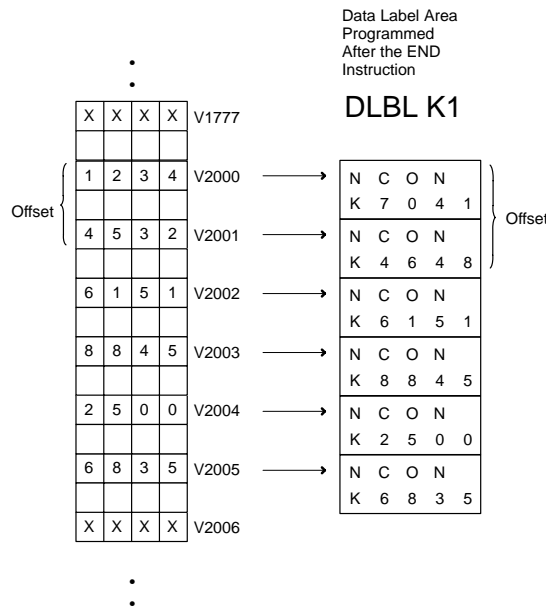 Data Label Area
Programmed
After the END
Instruction
DLBL K1
X X X X V1777
1 2 3 4 V2000
N C O N
K 7 0 4 1
Offset
Offset
4 5 3 2 V2001
N C O N
K 4 6 4 8
6 1 5 1 V2002
N C O N
K 6 1 5 1
8 8 4 5 V2003
N C O N
K 8 8 4 5
2 5 0 0 V2004
N C O N
K 2 5 0 0
6 8 3 5 V2005
N C O N
K 6 8 3 5
X X X X V2006